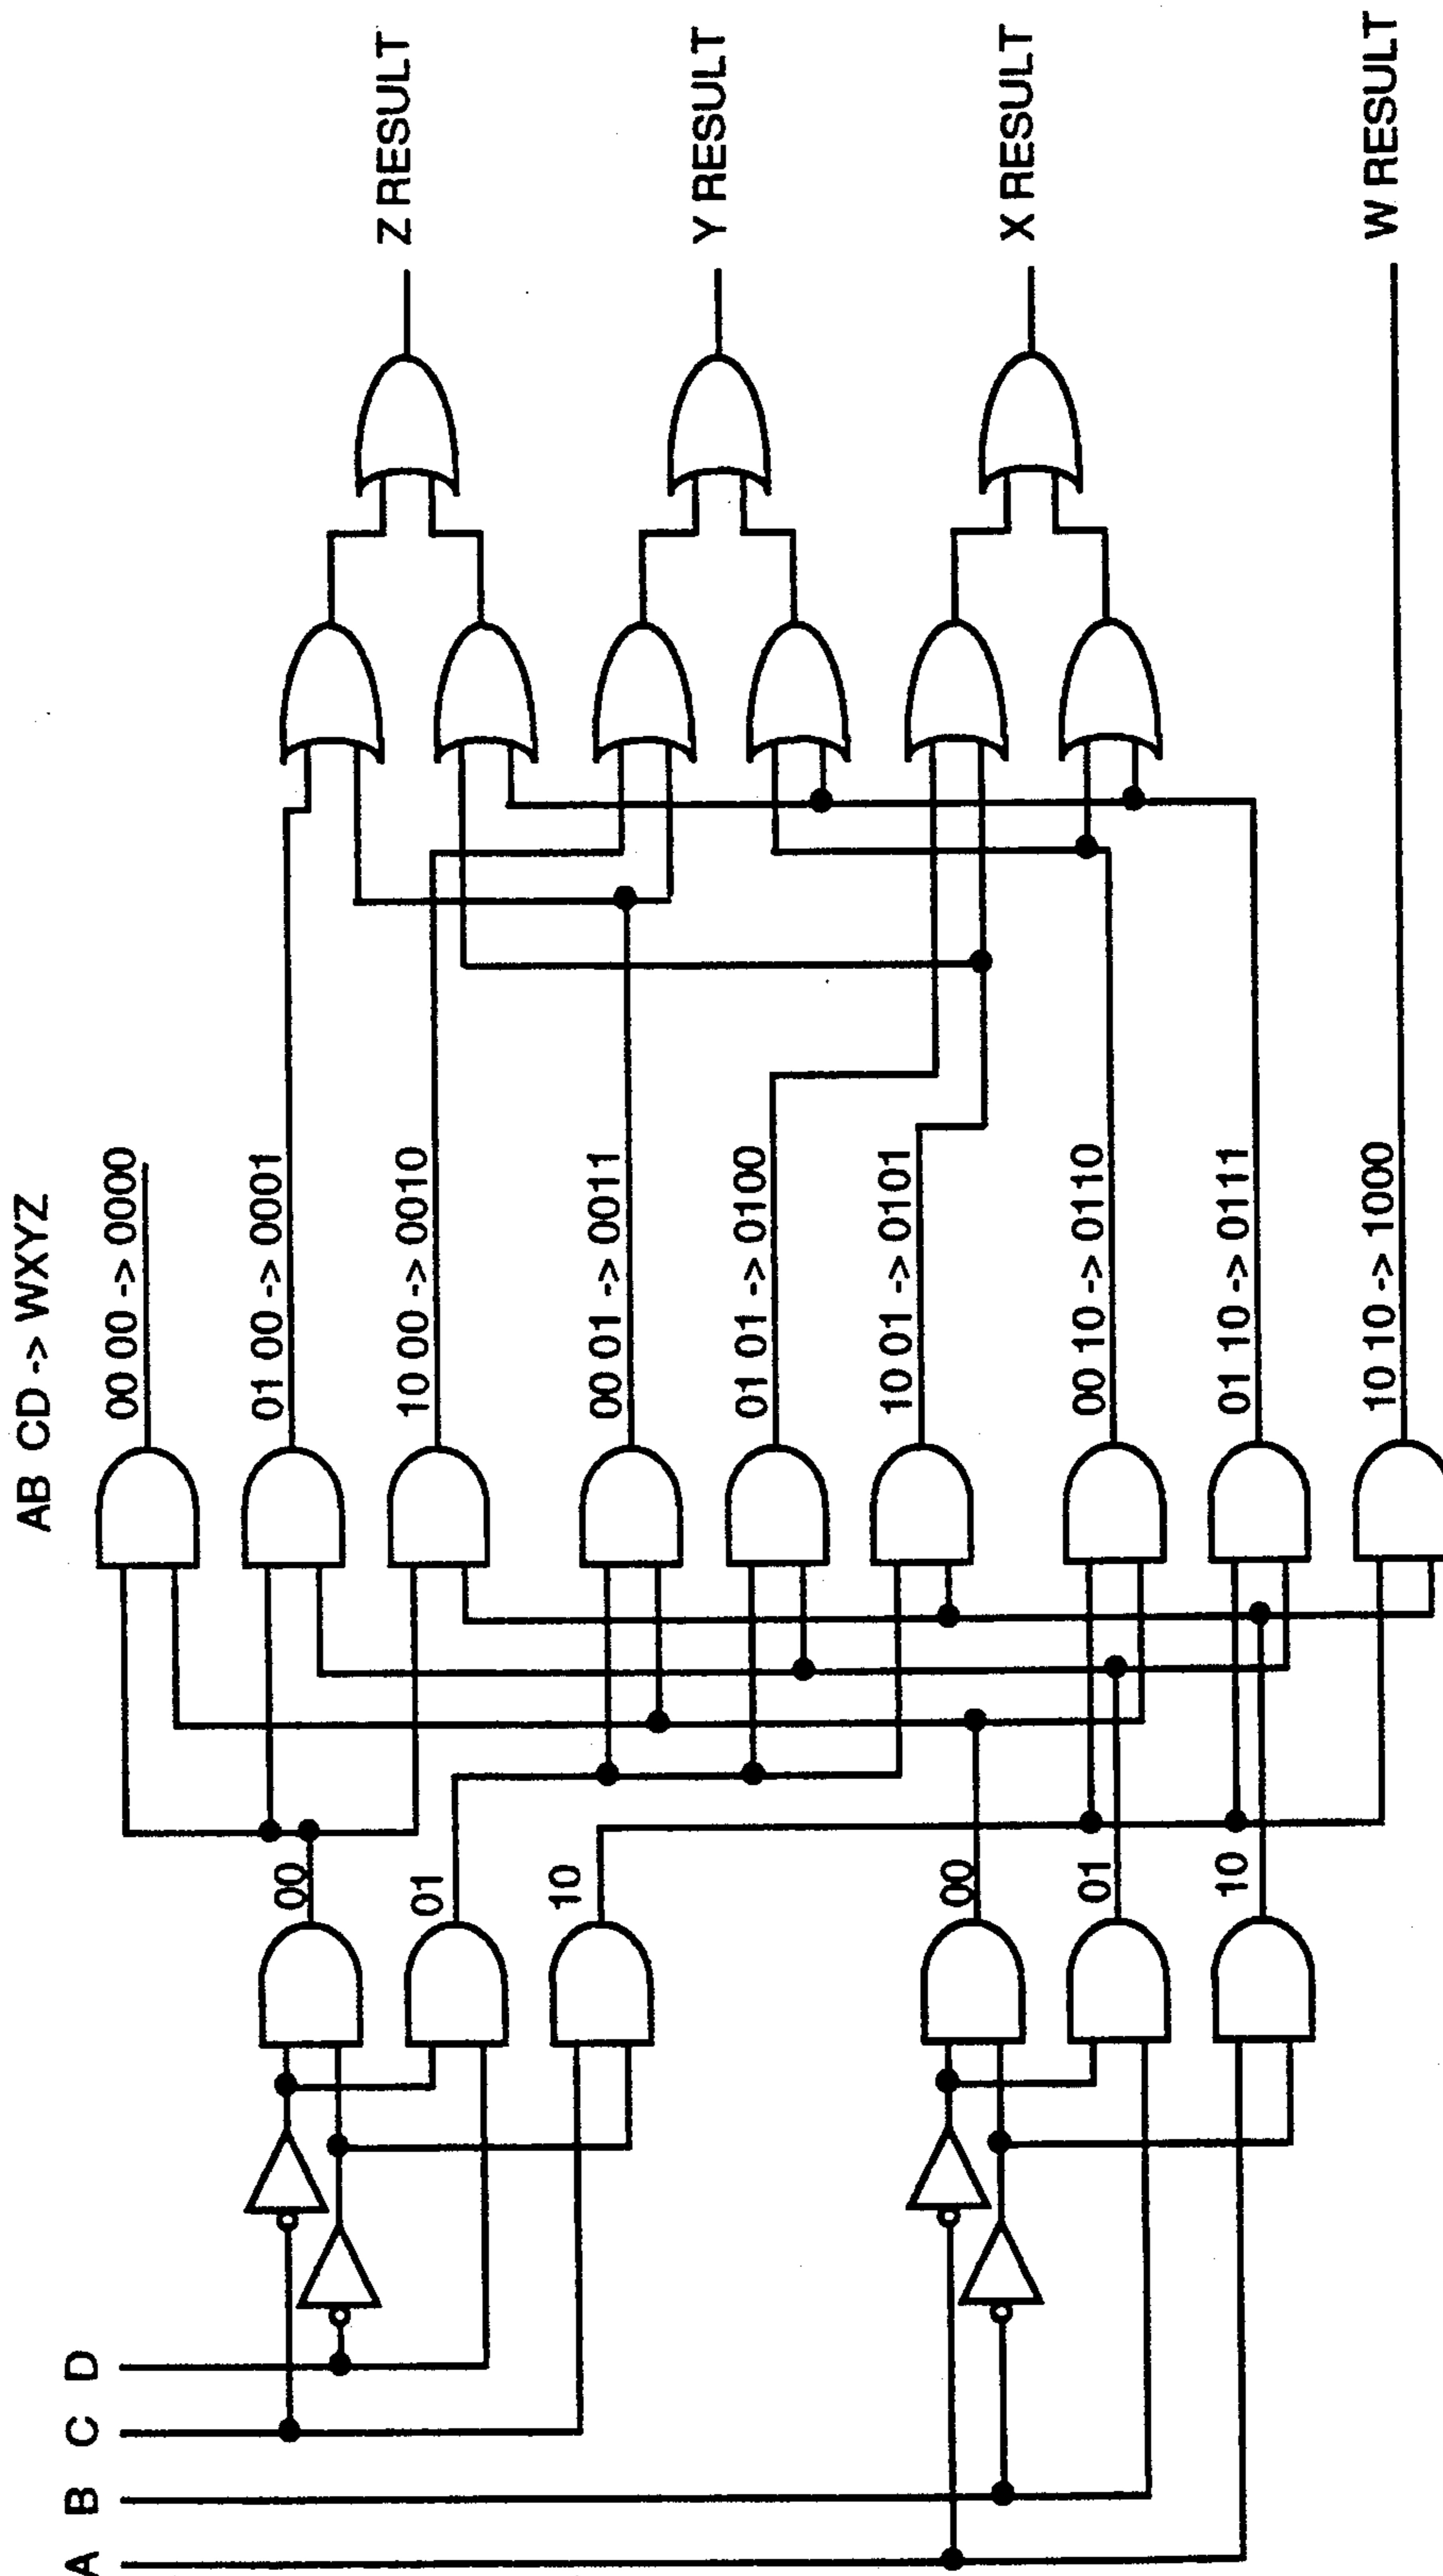 AB CD -> WXYZ
A
B
C
D
00
01
10
00
01
10
00 00 -> 0000
01 00 -> 0001
10 00 -> 0010
00 01 -> 0011
01 01 -> 0100
10 01 -> 0101
00 10 -> 0110
01 10 -> 0111
10 10 -> 1000
Z RESULT
Y RESULT
X RESULT
W RESULT